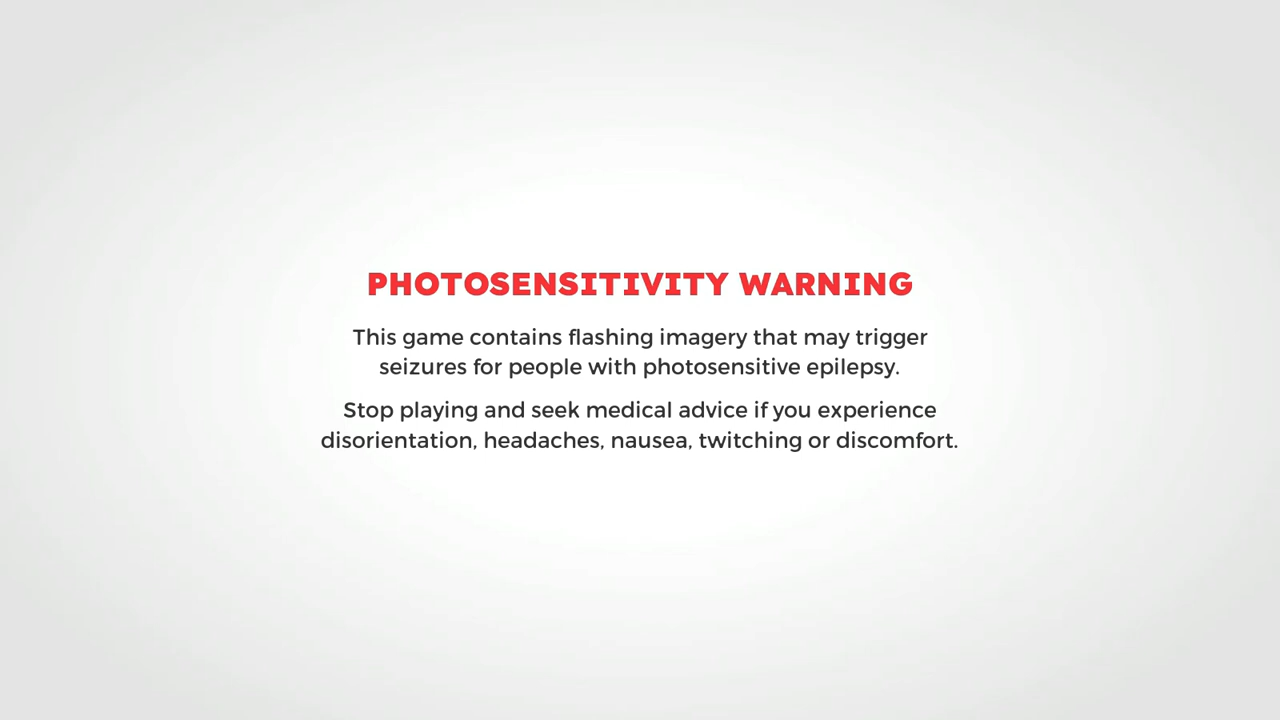 PHOTOSENSITIVITY WARNING
This game contains flashing imagery that may trigger
seizures for people with photosensitive epilepsy.
Stop playing and seek medical advice if you experience
disorientation, headaches, nausea, twitching or discomfort.